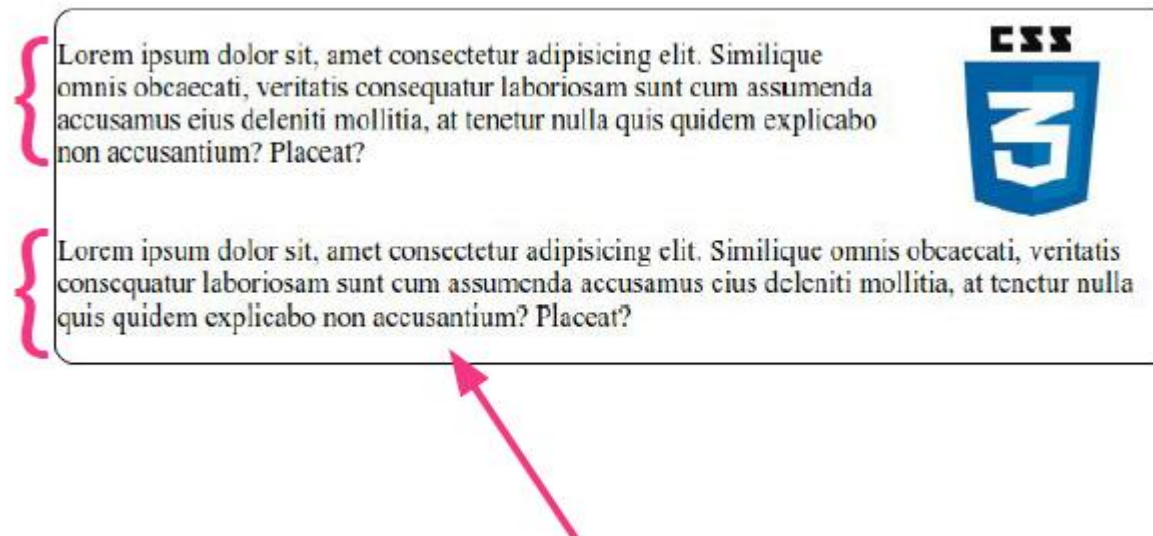 Lorem ipsum dolor sit, amet consectetur adipisicing elit. Similique
omnis obcaecati, veritatis consequatur laboriosam sunt cum assumenda
accusamus eius deleniti mollitia, at tenetur nulla quis quidem explicabo
non accusantium? Placeat?
CSS
3
Lorem ipsum dolor sit, amet consectetur adipisicing elit. Similique omnis obcaecati, veritatis
consequatur laboriosam sunt cum assumenda accusamus eius deleniti mollitia, at tenetur nulla
quis quidem explicabo non accusantium? Placeat?